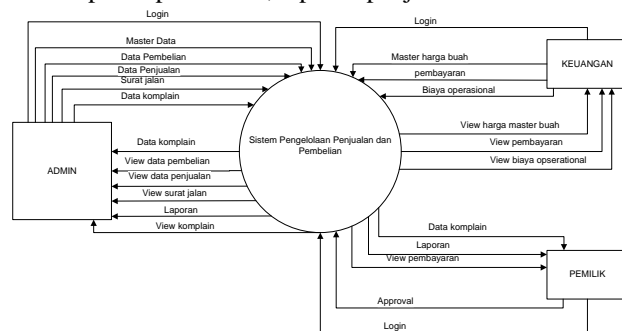 Login
Master Data
Data Pembelian
Data Penjualan
Surat jalan
Data komplain
ADMIN
Data komplain
View data pembelian
View data penjualan
View surat jalan
Laporan
View komplain
Sistem Pengelolaan Penjualan dan
Pembelian
Login
Master harga buah
pembayaran
Biaya operasional
KEUANGAN
View harga master buah
View pembayaran
View biaya opserational
Data komplain
Laporan
View pembayaran
PEMILIK
Approval
Login